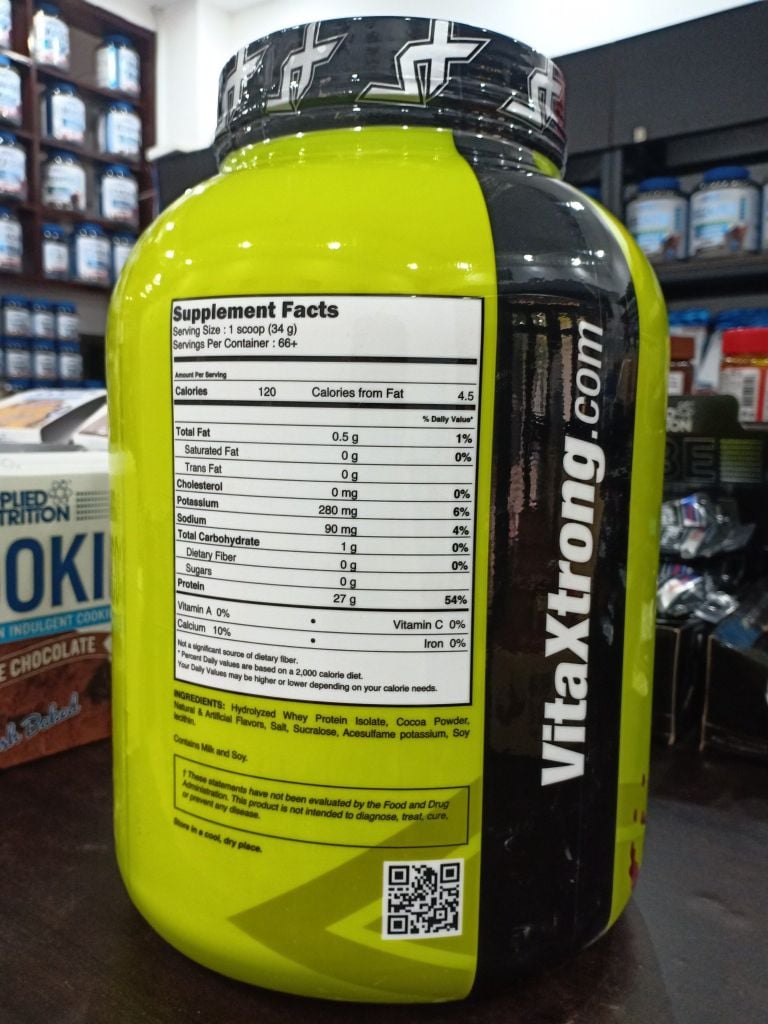 Supplement Facts
Serving Size : 1 scoop (34 g)
Servings Per Container : 66+
Amount Per Serving
Calories 120 Calories from Fat 4.5
% Daily Value*
Total Fat 0.5 g 1%
Saturated Fat 0 g 0%
Trans Fat 0 g
Cholesterol 0 mg 0%
Potassium 280 mg 6%
Sodium 90 mg 4%
Total Carbohydrate 1 g 0%
Dietary Fiber 0 g 0%
Sugars 0 g
Protein 27 g 54%
Vitamin A 0% • Vitamin C 0%
Calcium 10% • Iron 0%
Not a significant source of dietary fiber.
* Percent Daily values are based on a 2,000 calorie diet.
Your Daily Values may be higher or lower depending on your calorie needs.
INGREDIENTS: Hydrolyzed Whey Protein Isolate, Cocoa Powder,
Natural & Artificial Flavors, Salt, Sucralose, Acesulfame potassium, Soy
lecithin.
Contains Milk and Soy.
† These statements have not been evaluated by the Food and Drug
Administration. This product is not intended to diagnose, treat, cure,
or prevent any disease.
Store in a cool, dry place.
VitaXtrong.com
PLIED
TRITION
OKI
N INDULGENT COOKI
E CHOCOLATE
sh Baked